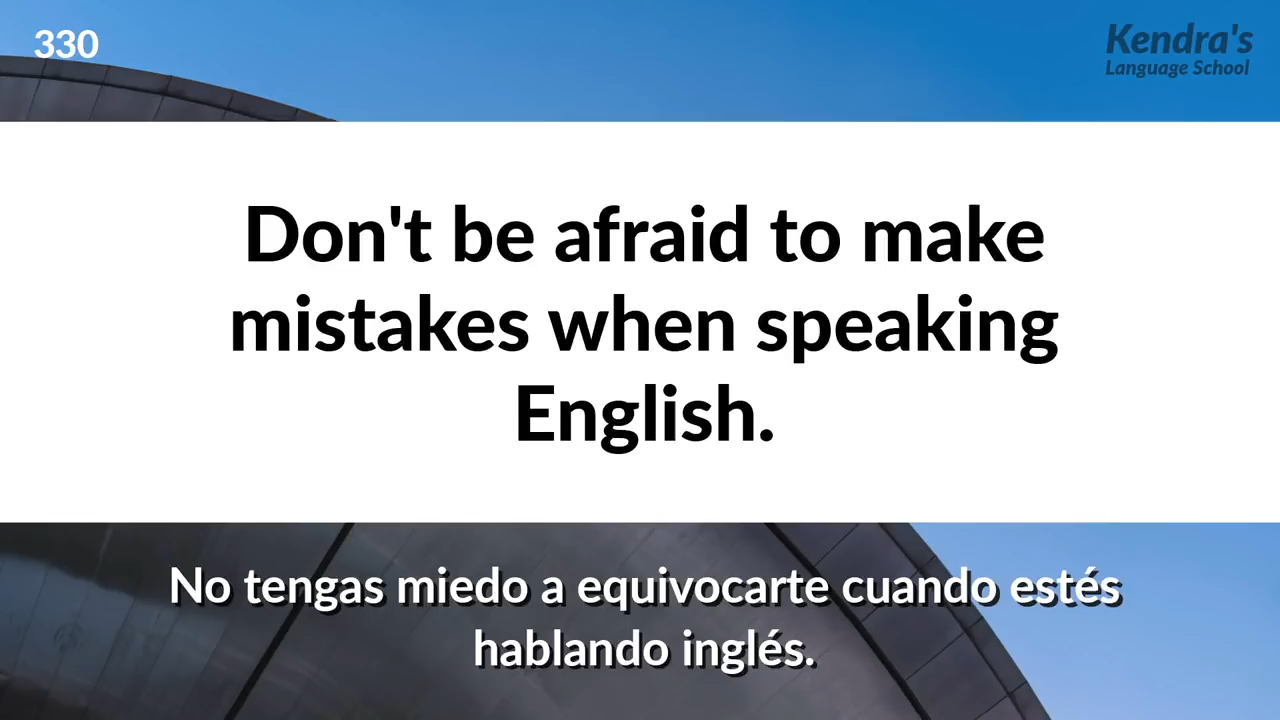 330
Kendra's
Language School
Don't be afraid to make
mistakes when speaking
English.
No tengas miedo a equivocarte cuando estés
hablando inglés.